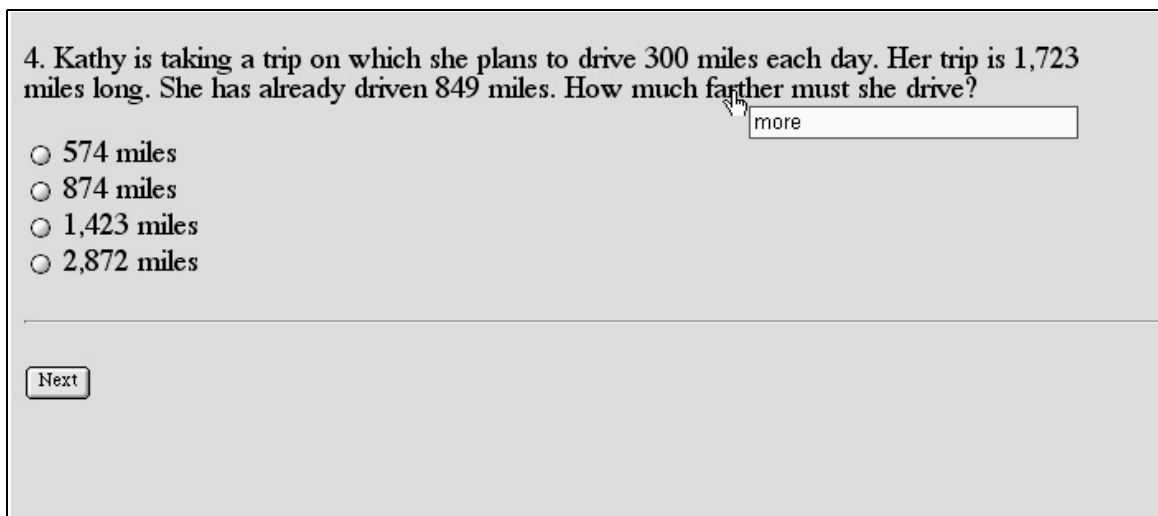 4. Kathy is taking a trip on which she plans to drive 300 miles each day. Her trip is 1,723
miles long. She has already driven 849 miles. How much farther must she drive?
more
574 miles
874 miles
1,423 miles
2,872 miles
Next